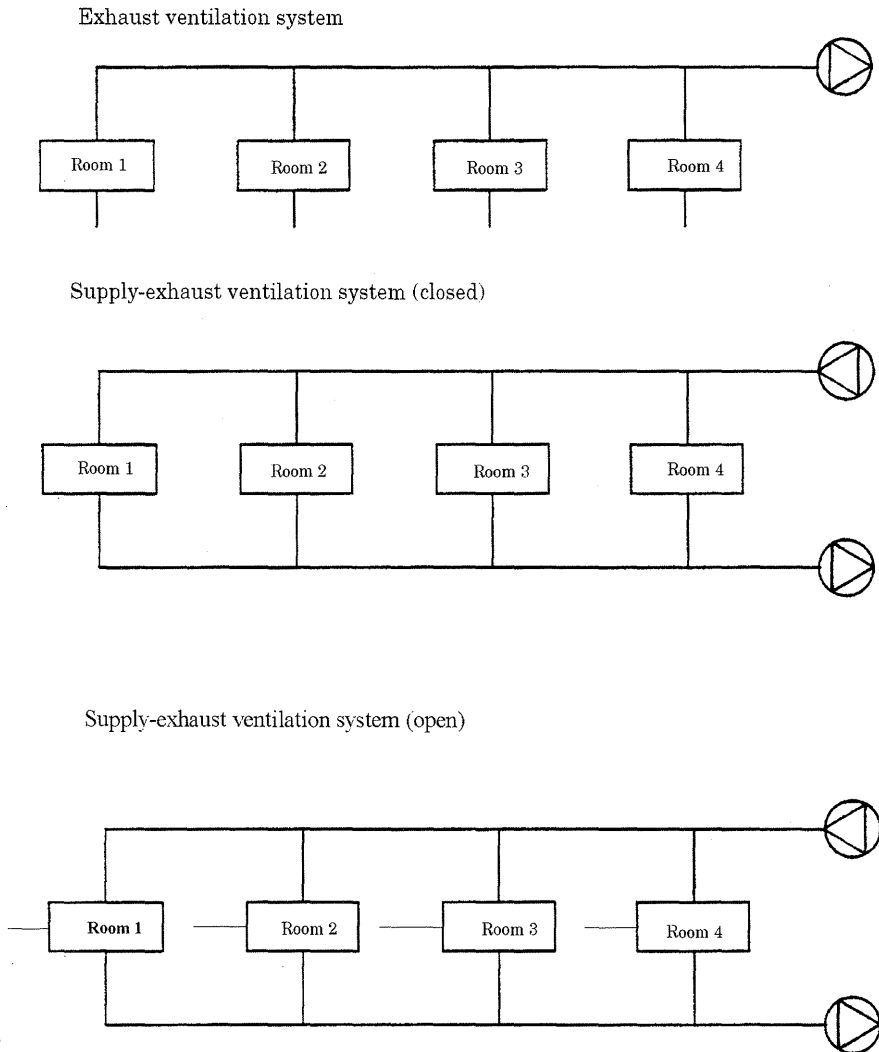 Exhaust ventilation system
Room 1
Room 2
Room 3
Room 4
Supply-exhaust ventilation system (closed)
Room 1
Room 2
Room 3
Room 4
Supply-exhaust ventilation system (open)
Room 1
Room 2
Room 3
Room 4